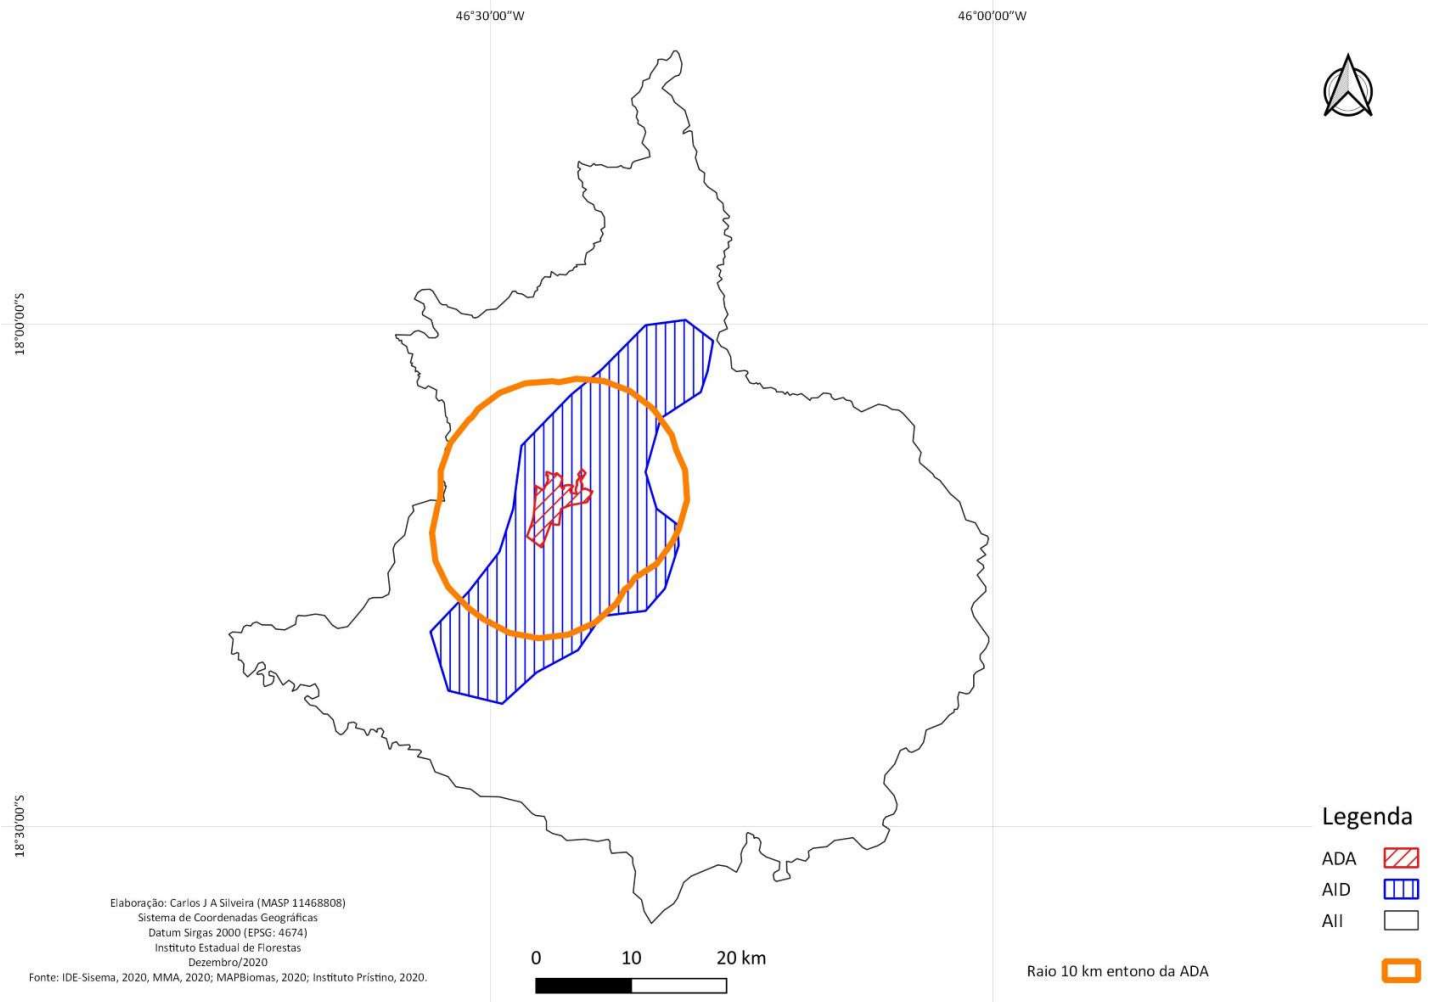 46°30'00"W
46°00'00"W
18°00'00"S
18°30'00"S
Legenda
ADA
AID
AII
Raio 10 km entono da ADA
0 10 20 km
Elaboração: Carlos J A Silveira (MASP 11468808)
Sistema de Coordenadas Geográficas
Datum Sirgas 2000 (EPSG: 4674)
Instituto Estadual de Florestas
Dezembro/2020
Fonte: IDE-Sisema, 2020, MMA, 2020; MAPBiomas, 2020; Instituto Prístino, 2020.